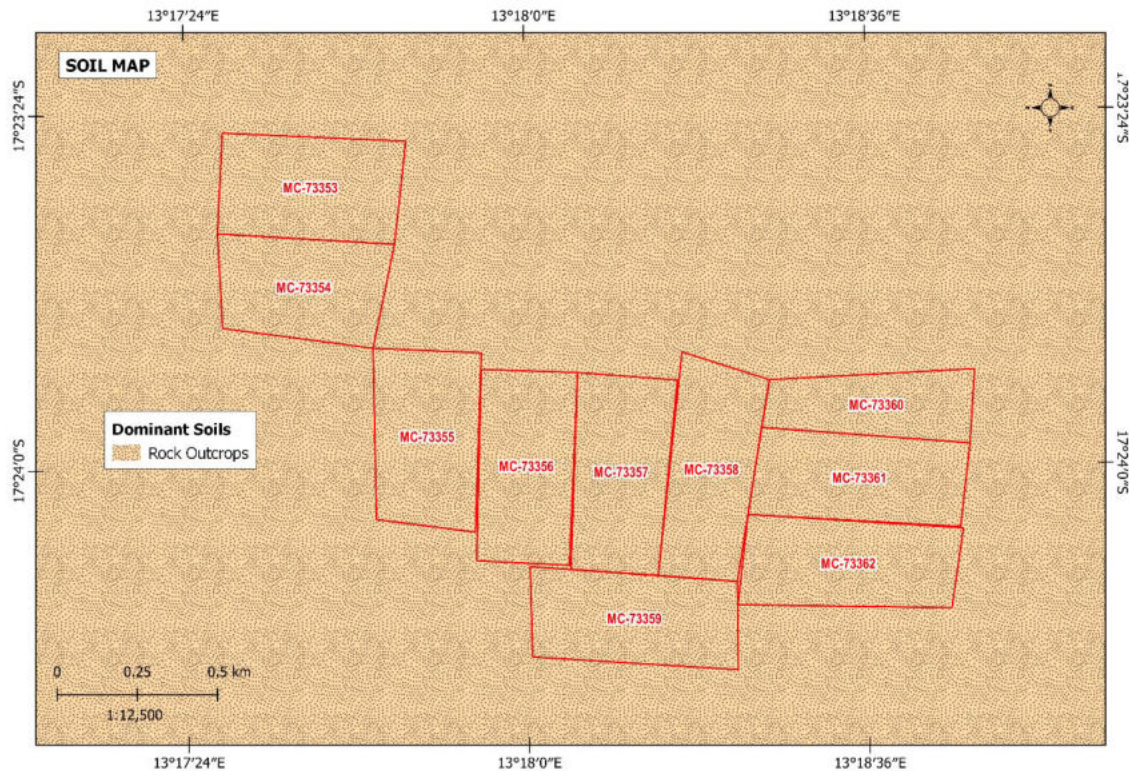 13°17'24"E 13°18'0"E 13°18'36"E
SOIL MAP
17°23'24"S
17°23'24"S
MC-73353
MC-73354
MC-73360
Dominant Soils
Rock Outcrops
MC-73355
MC-73356
MC-73357
MC-73358
MC-73361
17°24'0"S
17°24'0"S
MC-73362
MC-73359
0 0.25 0.5 km
1:12,500
13°17'24"E 13°18'0"E 13°18'36"E